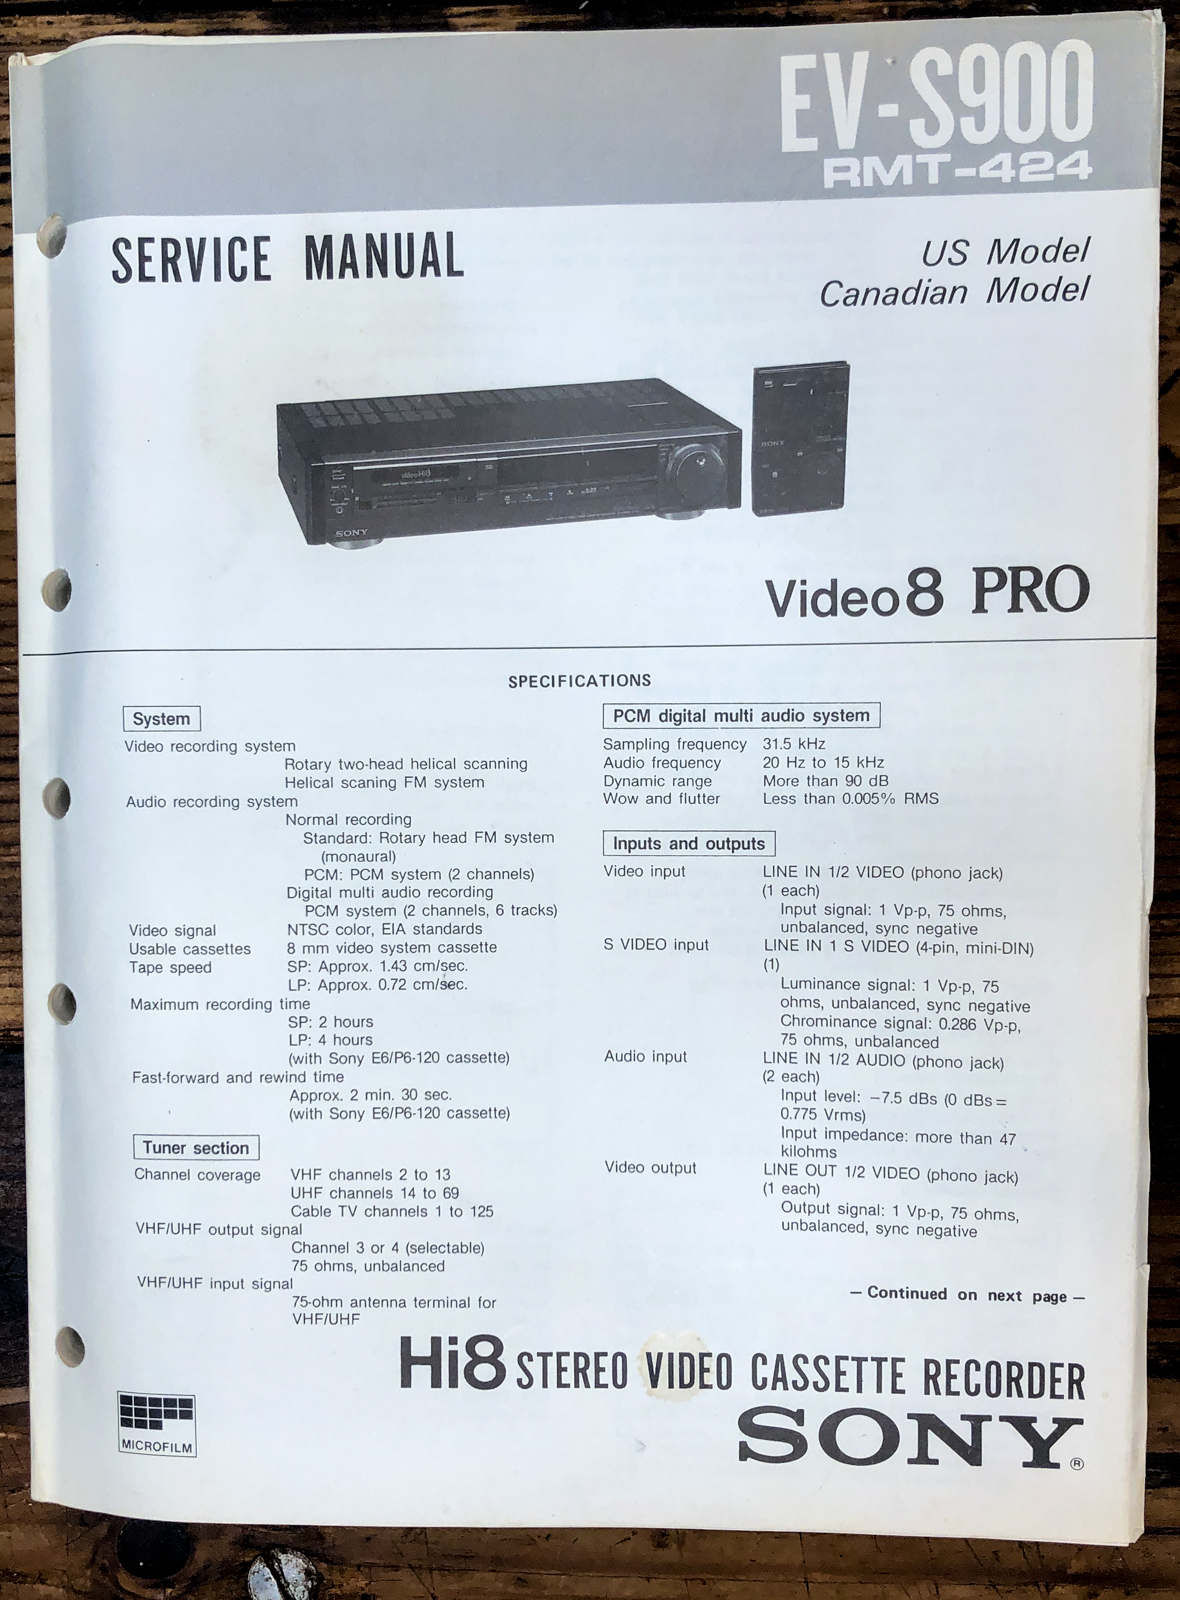 EV-S900
RMT-424
SERVICE MANUAL
US Model
Canadian Model
video Hi8
SONY
SONY
Video8 PRO
SPECIFICATIONS
System
Video recording system
Rotary two-head helical scanning
Helical scaning FM system
Audio recording system
Normal recording
Standard: Rotary head FM system
(monaural)
PCM: PCM system (2 channels)
Digital multi audio recording
PCM system (2 channels, 6 tracks)
Video signal NTSC color, EIA standards
Usable cassettes 8 mm video system cassette
Tape speed SP: Approx. 1.43 cm/sec.
LP: Approx. 0.72 cm/sec.
Maximum recording time
SP: 2 hours
LP: 4 hours
(with Sony E6/P6-120 cassette)
Fast-forward and rewind time
Approx. 2 min. 30 sec.
(with Sony E6/P6-120 cassette)
Tuner section
Channel coverage VHF channels 2 to 13
UHF channels 14 to 69
Cable TV channels 1 to 125
VHF/UHF output signal
Channel 3 or 4 (selectable)
75 ohms, unbalanced
VHF/UHF input signal
75-ohm antenna terminal for
VHF/UHF
PCM digital multi audio system
Sampling frequency 31.5 kHz
Audio frequency 20 Hz to 15 kHz
Dynamic range More than 90 dB
Wow and flutter Less than 0.005% RMS
Inputs and outputs
Video input LINE IN 1/2 VIDEO (phono jack)
(1 each)
Input signal: 1 Vp-p, 75 ohms,
unbalanced, sync negative
S VIDEO input LINE IN 1 S VIDEO (4-pin, mini-DIN)
(1)
Luminance signal: 1 Vp-p, 75
ohms, unbalanced, sync negative
Chrominance signal: 0.286 Vp-p,
75 ohms, unbalanced
Audio input LINE IN 1/2 AUDIO (phono jack)
(2 each)
Input level: −7.5 dBs (0 dBs=
0.775 Vrms)
Input impedance: more than 47
kilohms
Video output LINE OUT 1/2 VIDEO (phono jack)
(1 each)
Output signal: 1 Vp-p, 75 ohms,
unbalanced, sync negative
— Continued on next page —
Hi8 STEREO VIDEO CASSETTE RECORDER
MICROFILM
SONY®